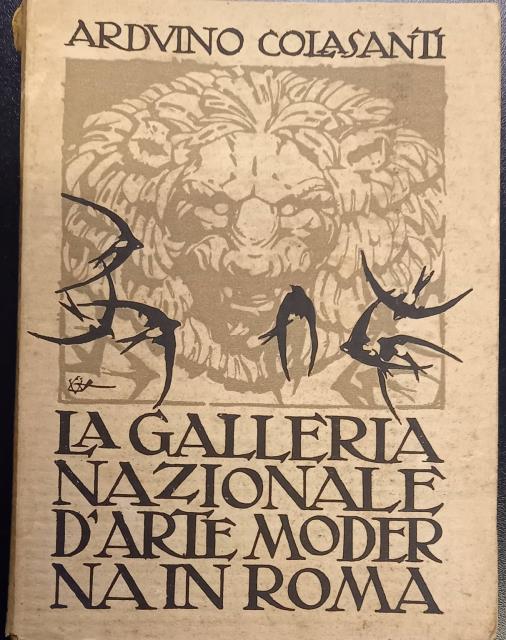 ARDVINO COLASANTI
LA GALLERIA
NAZIONALE
D'ARTE MODER
NA IN ROMA